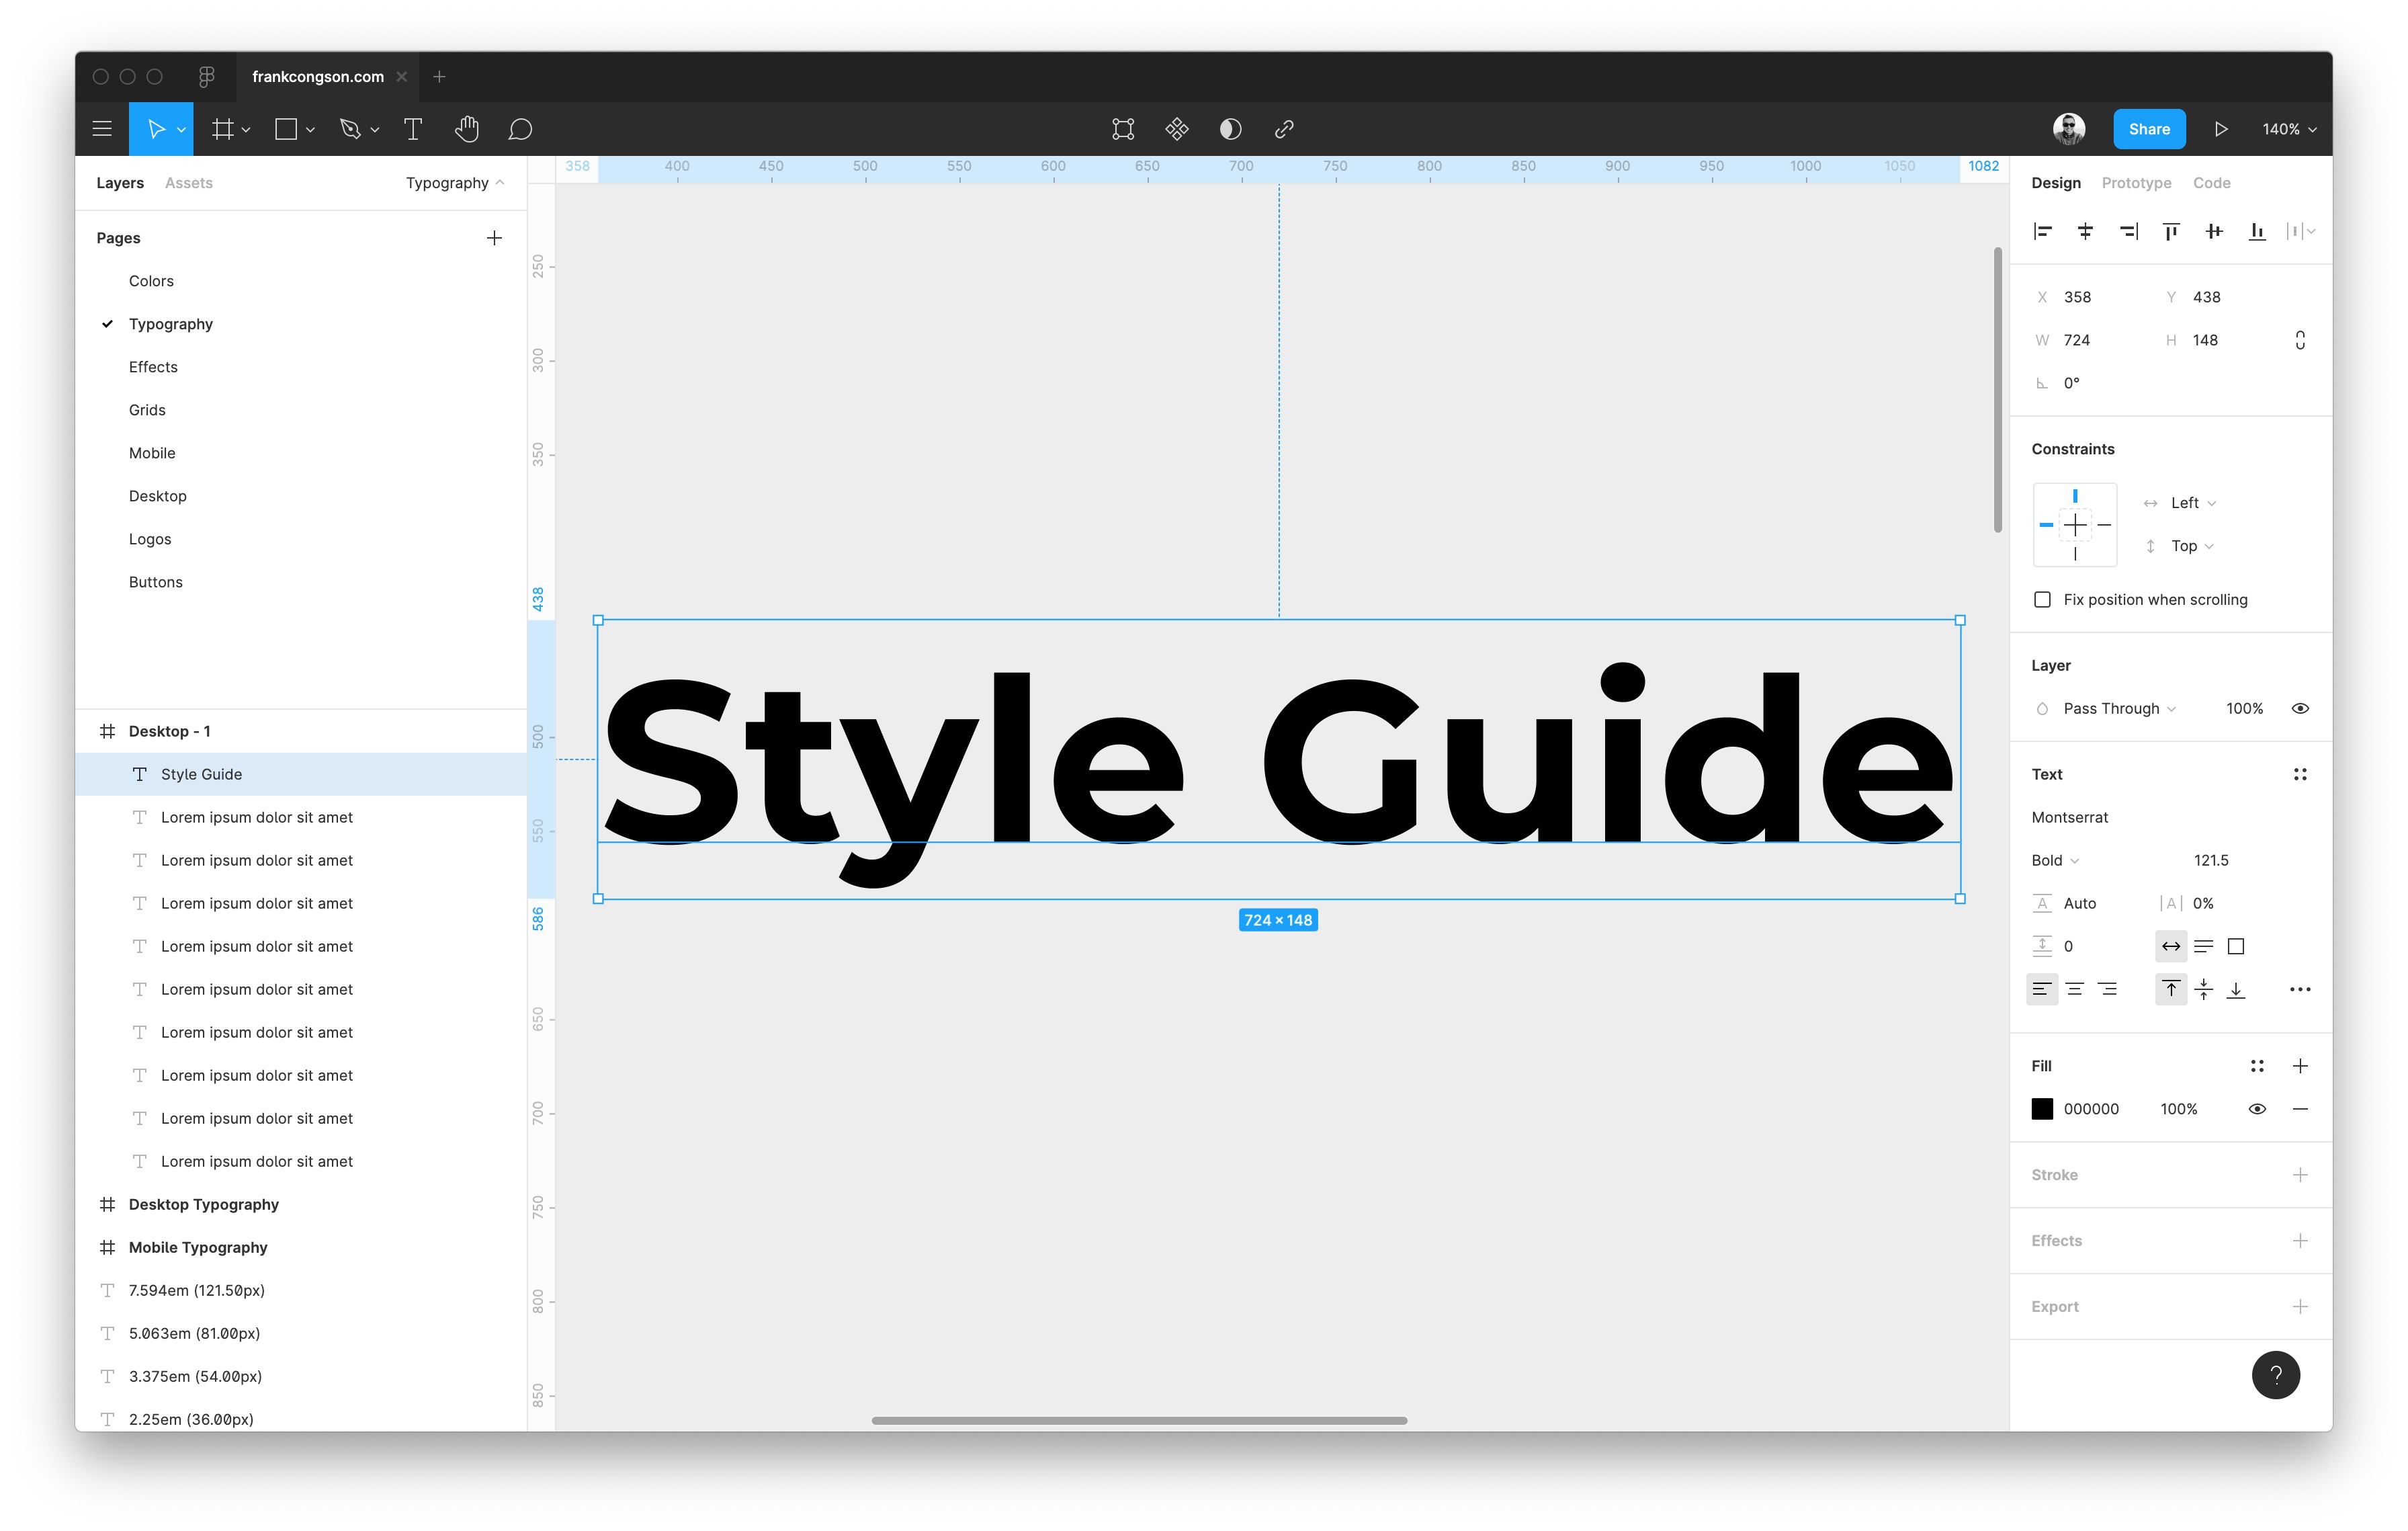 frankcongson.com
Share
140%
Layers Assets Typography
Pages
Colors
Typography
Effects
Grids
Mobile
Desktop
Logos
Buttons
Desktop - 1
Style Guide
Lorem ipsum dolor sit amet
Lorem ipsum dolor sit amet
Lorem ipsum dolor sit amet
Lorem ipsum dolor sit amet
Lorem ipsum dolor sit amet
Lorem ipsum dolor sit amet
Lorem ipsum dolor sit amet
Lorem ipsum dolor sit amet
Lorem ipsum dolor sit amet
Desktop Typography
Mobile Typography
7.594em (121.50px)
5.063em (81.00px)
3.375em (54.00px)
2.25em (36.00px)
358 400 450 500 550 600 650 700 750 800 850 900 950 1000 1050 1082
250
300
350
438
500
550
586
650
700
750
800
850
Style Guide
724 × 148
Design Prototype Code
X 358 Y 438
W 724 H 148
0°
Constraints
Left
Top
Fix position when scrolling
Layer
Pass Through 100%
Text
Montserrat
Bold 121.5
A Auto |A| 0%
0
Fill
000000 100%
Stroke
Effects
Export
?